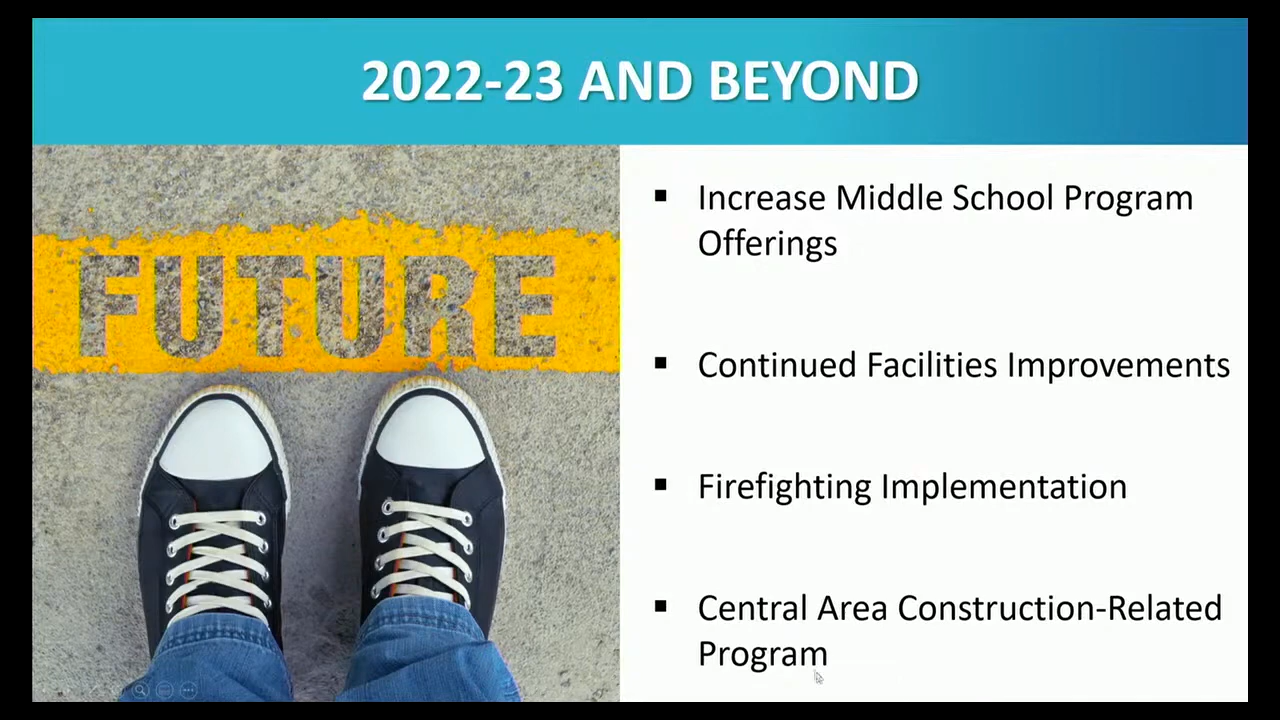 2022-23 AND BEYOND
FUTURE
▪ Increase Middle School Program
Offerings
▪ Continued Facilities Improvements
▪ Firefighting Implementation
▪ Central Area Construction-Related
Program